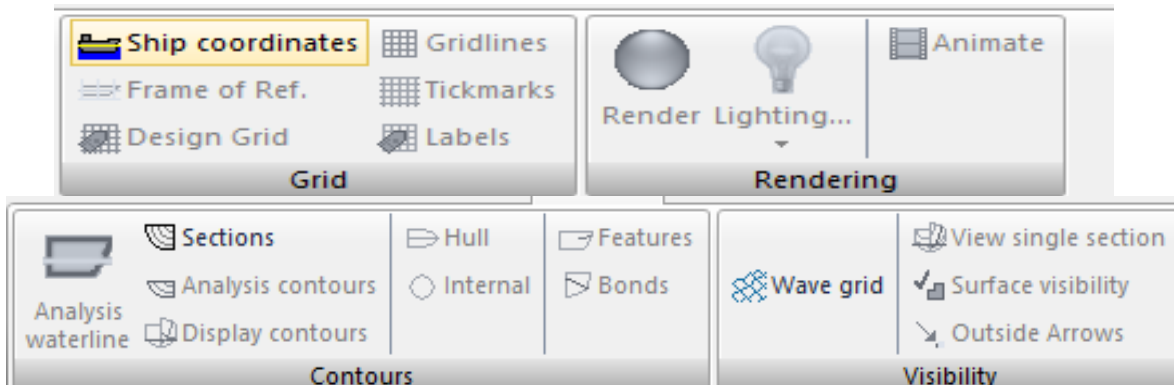 Ship coordinates Gridlines
Frame of Ref. Tickmarks
Design Grid Labels
Grid
Animate
Render Lighting...
Rendering
Sections Hull Features
Analysis contours Internal Bonds
Analysis waterline
Display contours
Contours
View single section
Wave grid Surface visibility
Outside Arrows
Visibility